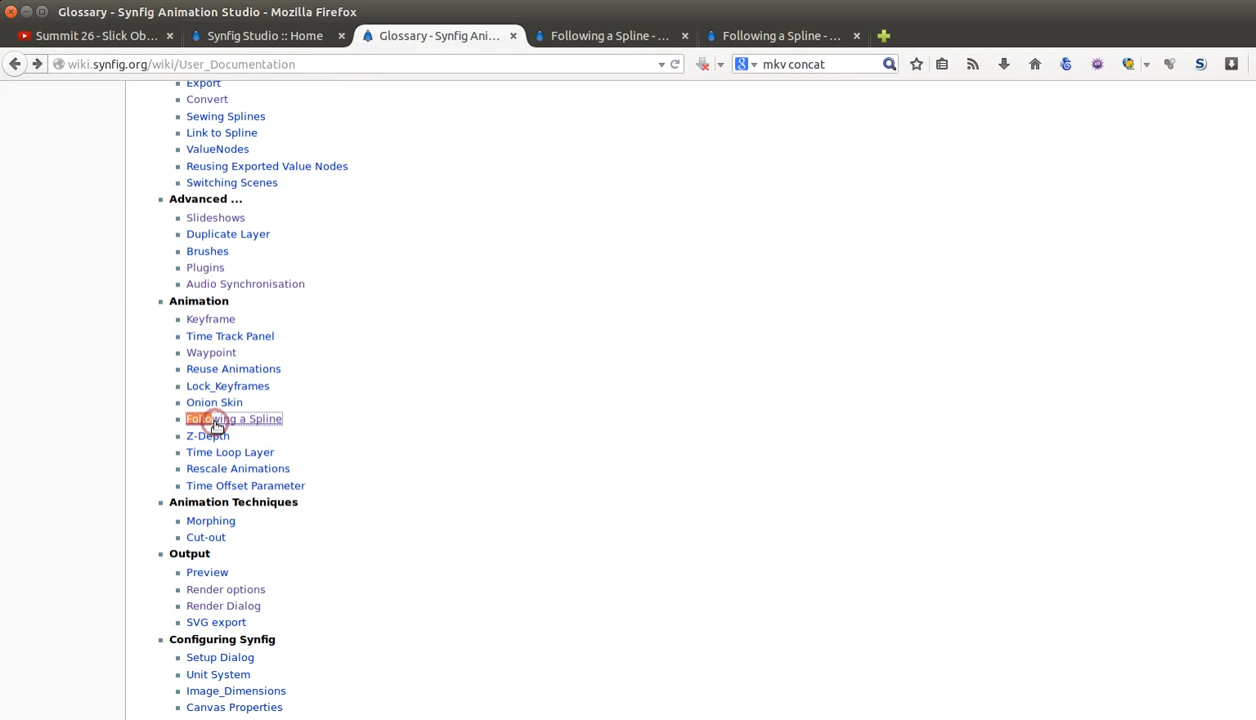 Glossary - Synfig Animation Studio - Mozilla Firefox
Summit 26 - Slick Ob... Synfig Studio :: Home Glossary - Synfig Ani... Following a Spline - ... Following a Spline - ...
wiki.synfig.org/wiki/User_Documentation mkv concat
Export
Convert
Sewing Splines
Link to Spline
ValueNodes
Reusing Exported Value Nodes
Switching Scenes
Advanced ...
Slideshows
Duplicate Layer
Brushes
Plugins
Audio Synchronisation
Animation
Keyframe
Time Track Panel
Waypoint
Reuse Animations
Lock_Keyframes
Onion Skin
Following a Spline
Z-Depth
Time Loop Layer
Rescale Animations
Time Offset Parameter
Animation Techniques
Morphing
Cut-out
Output
Preview
Render options
Render Dialog
SVG export
Configuring Synfig
Setup Dialog
Unit System
Image_Dimensions
Canvas Properties